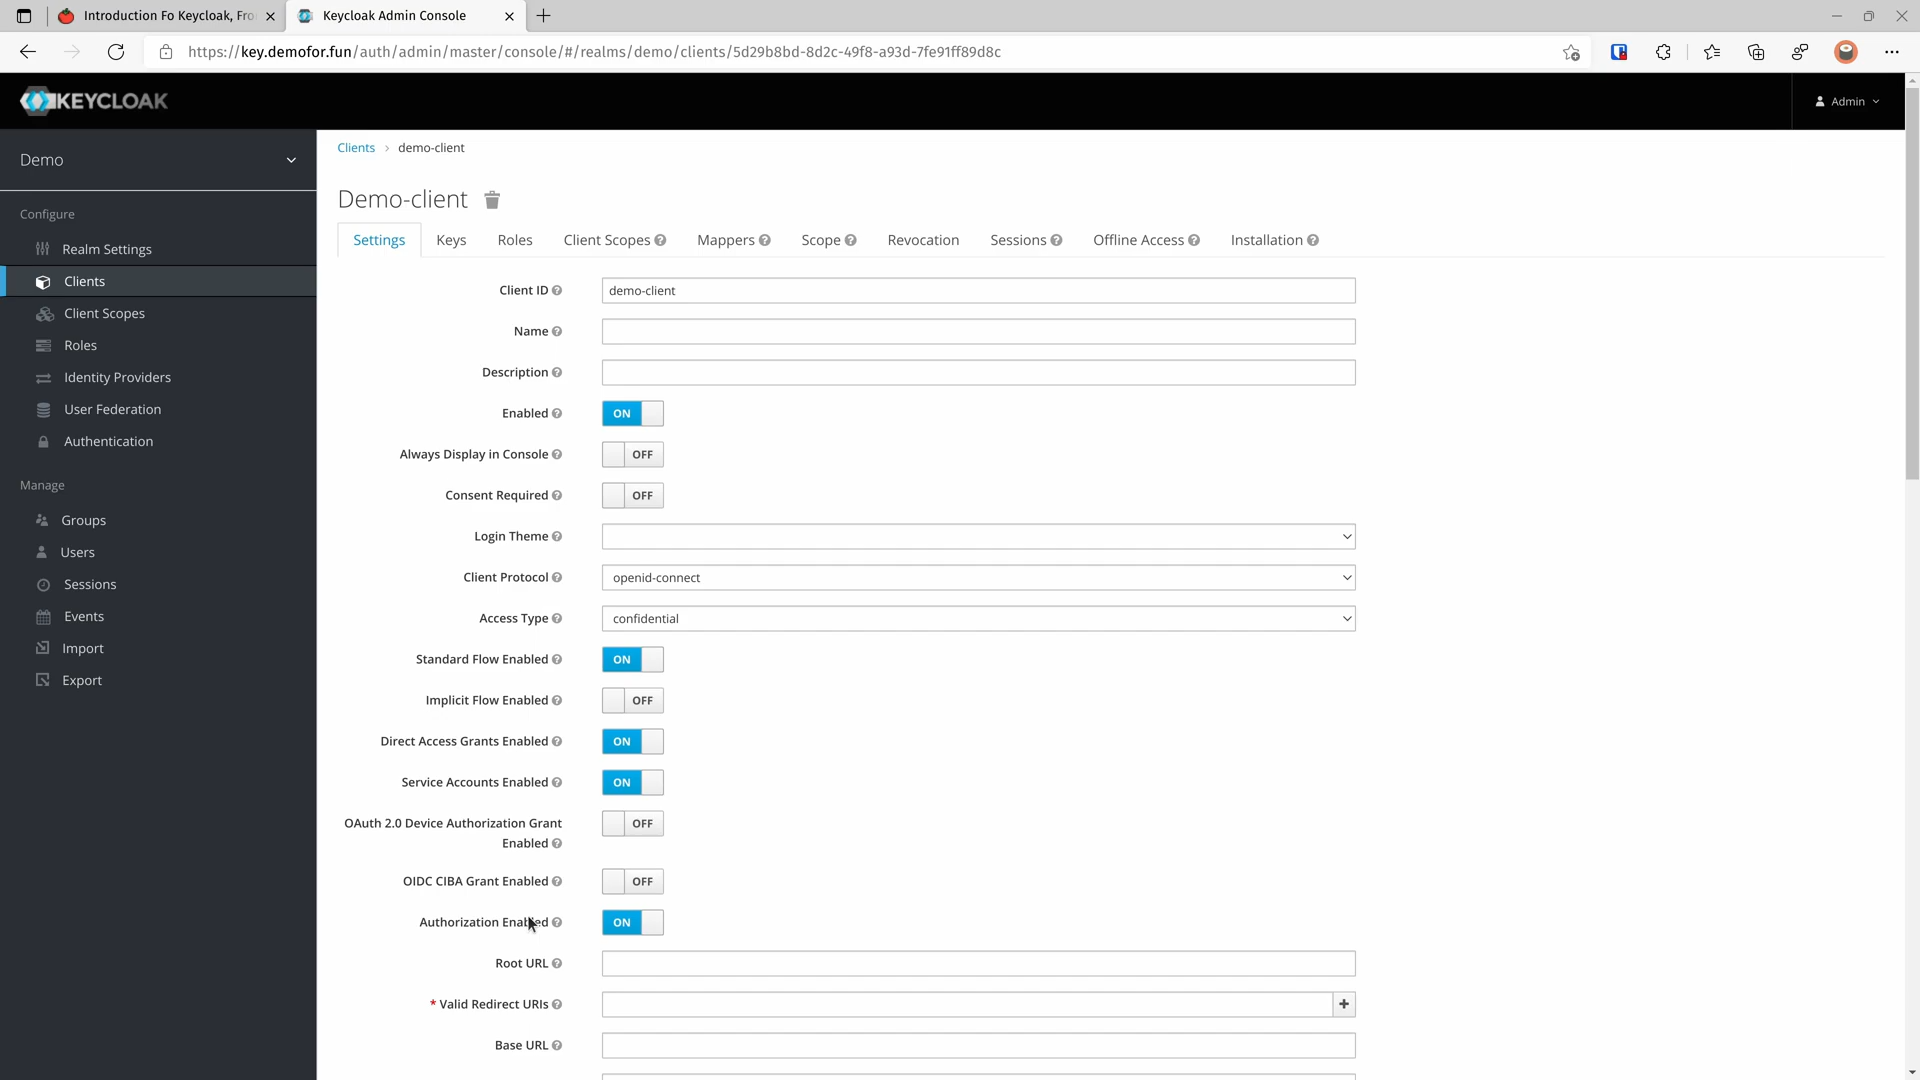 Introduction Fo Keycloak, Fro
Keycloak Admin Console
https://key.demofor.fun/auth/admin/master/console/#/realms/demo/clients/5d29b8bd-8d2c-49f8-a93d-7fe91ff89d8c
KEYCLOAK
Admin
Demo
Configure
Realm Settings
Clients
Client Scopes
Roles
Identity Providers
User Federation
Authentication
Manage
Groups
Users
Sessions
Events
Import
Export
Clients > demo-client
Demo-client
Settings Keys Roles Client Scopes Mappers Scope Revocation Sessions Offline Access Installation
Client ID demo-client
Name
Description
Enabled ON
Always Display in Console OFF
Consent Required OFF
Login Theme
Client Protocol openid-connect
Access Type confidential
Standard Flow Enabled ON
Implicit Flow Enabled OFF
Direct Access Grants Enabled ON
Service Accounts Enabled ON
OAuth 2.0 Device Authorization Grant OFF
Enabled
OIDC CIBA Grant Enabled OFF
Authorization Enabled ON
Root URL
* Valid Redirect URIs
Base URL